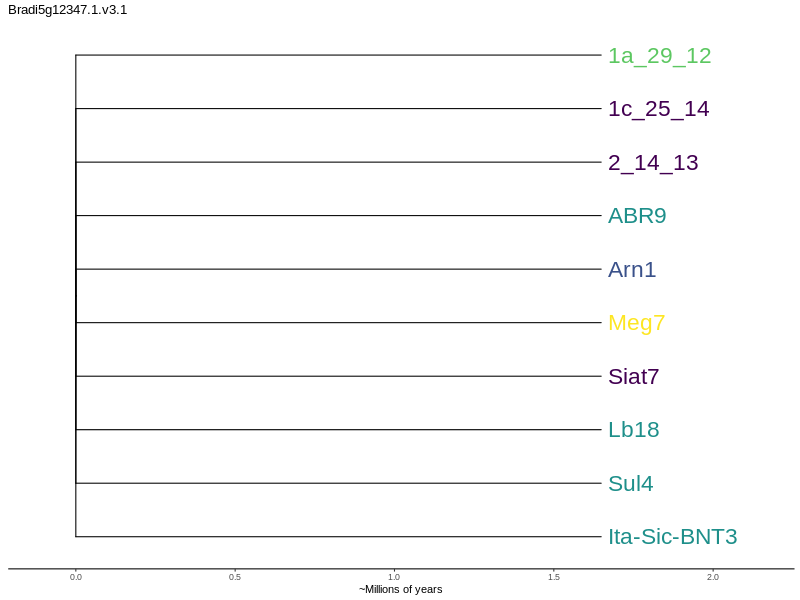 Bradi5g12347.1.v3.1
1a_29_12
1c_25_14
2_14_13
ABR9
Arn1
Meg7
Siat7
Lb18
Sul4
Ita-Sic-BNT3
0.0 0.5 1.0 1.5 2.0
~Millions of years